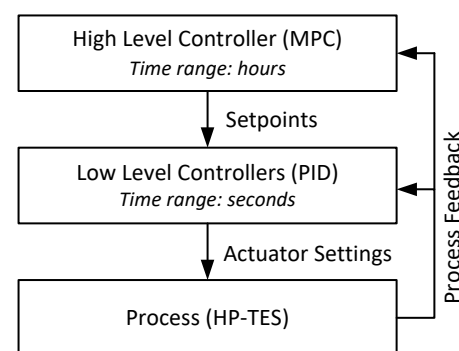 High Level Controller (MPC)
Time range: hours
Setpoints
Low Level Controllers (PID)
Time range: seconds
Actuator Settings
Process (HP-TES)
Process Feedback